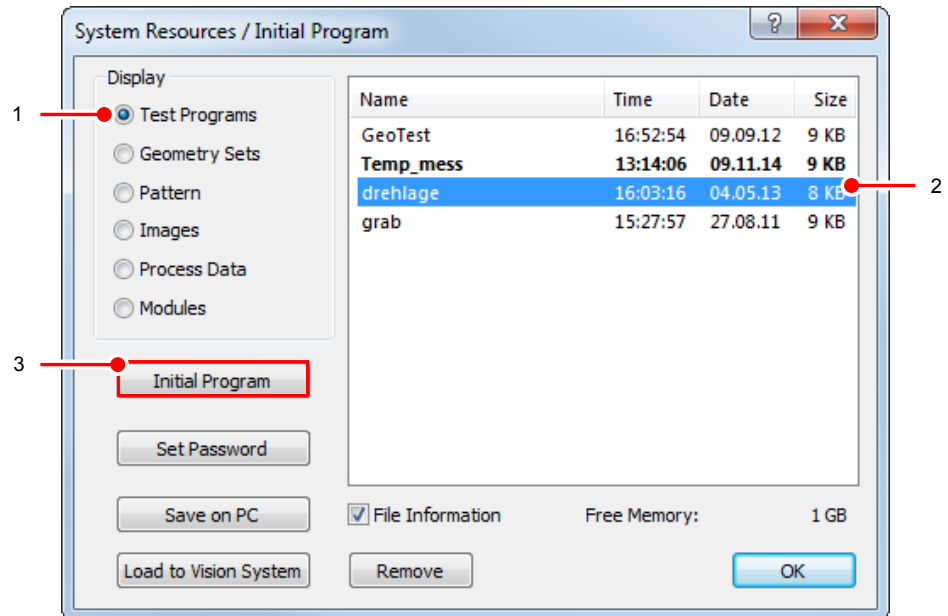 System Resources / Initial Program
?
Display
1
Test Programs
Geometry Sets
Pattern
Images
Process Data
Modules
Name Time Date Size
GeoTest 16:52:54 09.09.12 9 KB
Temp_mess 13:14:06 09.11.14 9 KB
drehlage 16:03:16 04.05.13 8 KB
2
grab 15:27:57 27.08.11 9 KB
3
Initial Program
Set Password
Save on PC
File Information Free Memory: 1 GB
Load to Vision System
Remove
OK